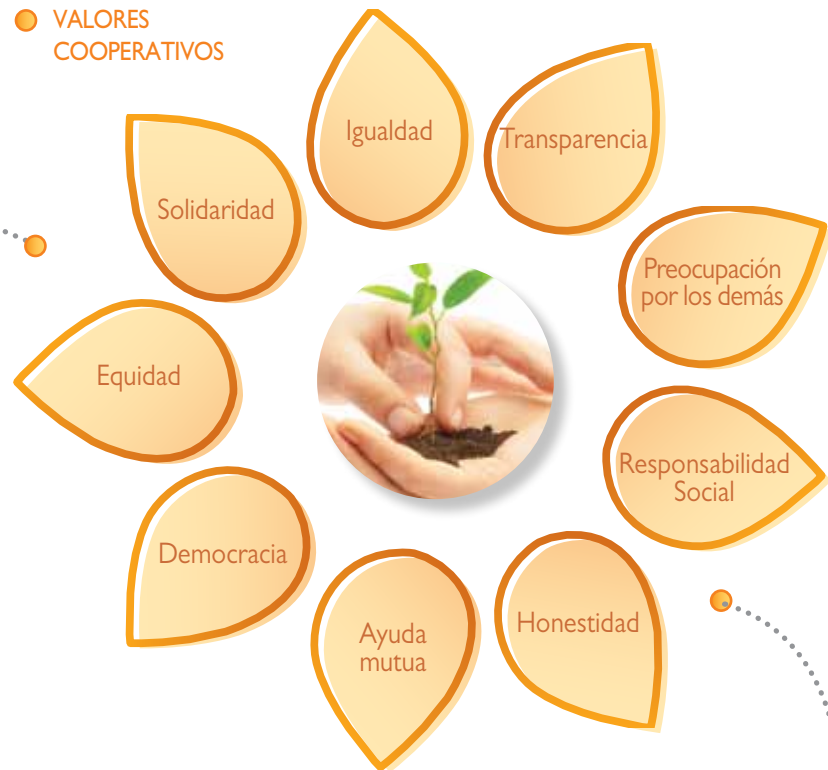 VALORES
COOPERATIVOS
Igualdad
Transparencia
Preocupación
por los demás
Responsabilidad
Social
Honestidad
Ayuda
mutua
Democracia
Equidad
Solidaridad